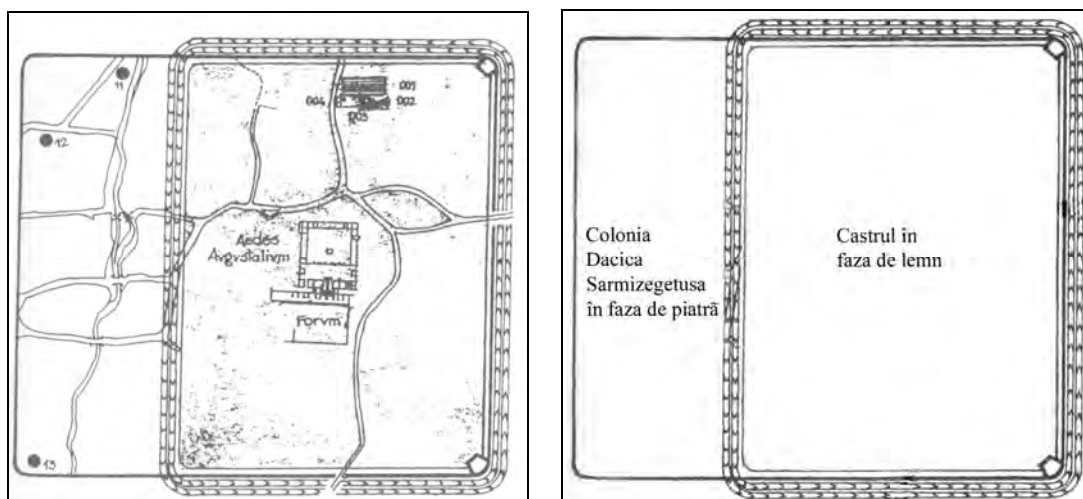 11
12
13
001
004
002
003
Aedes
Avgvstalivm
Forvm
Colonia
Dacica
Sarmizegetusa
în faza de piatră
Castrul în
faza de lemn